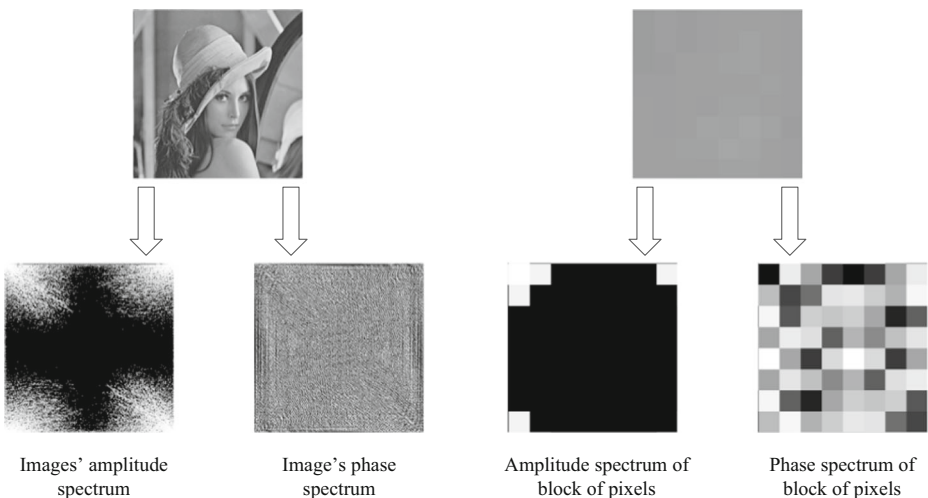 Images' amplitude
spectrum
Image's phase
spectrum
Amplitude spectrum of
block of pixels
Phase spectrum of
block of pixels